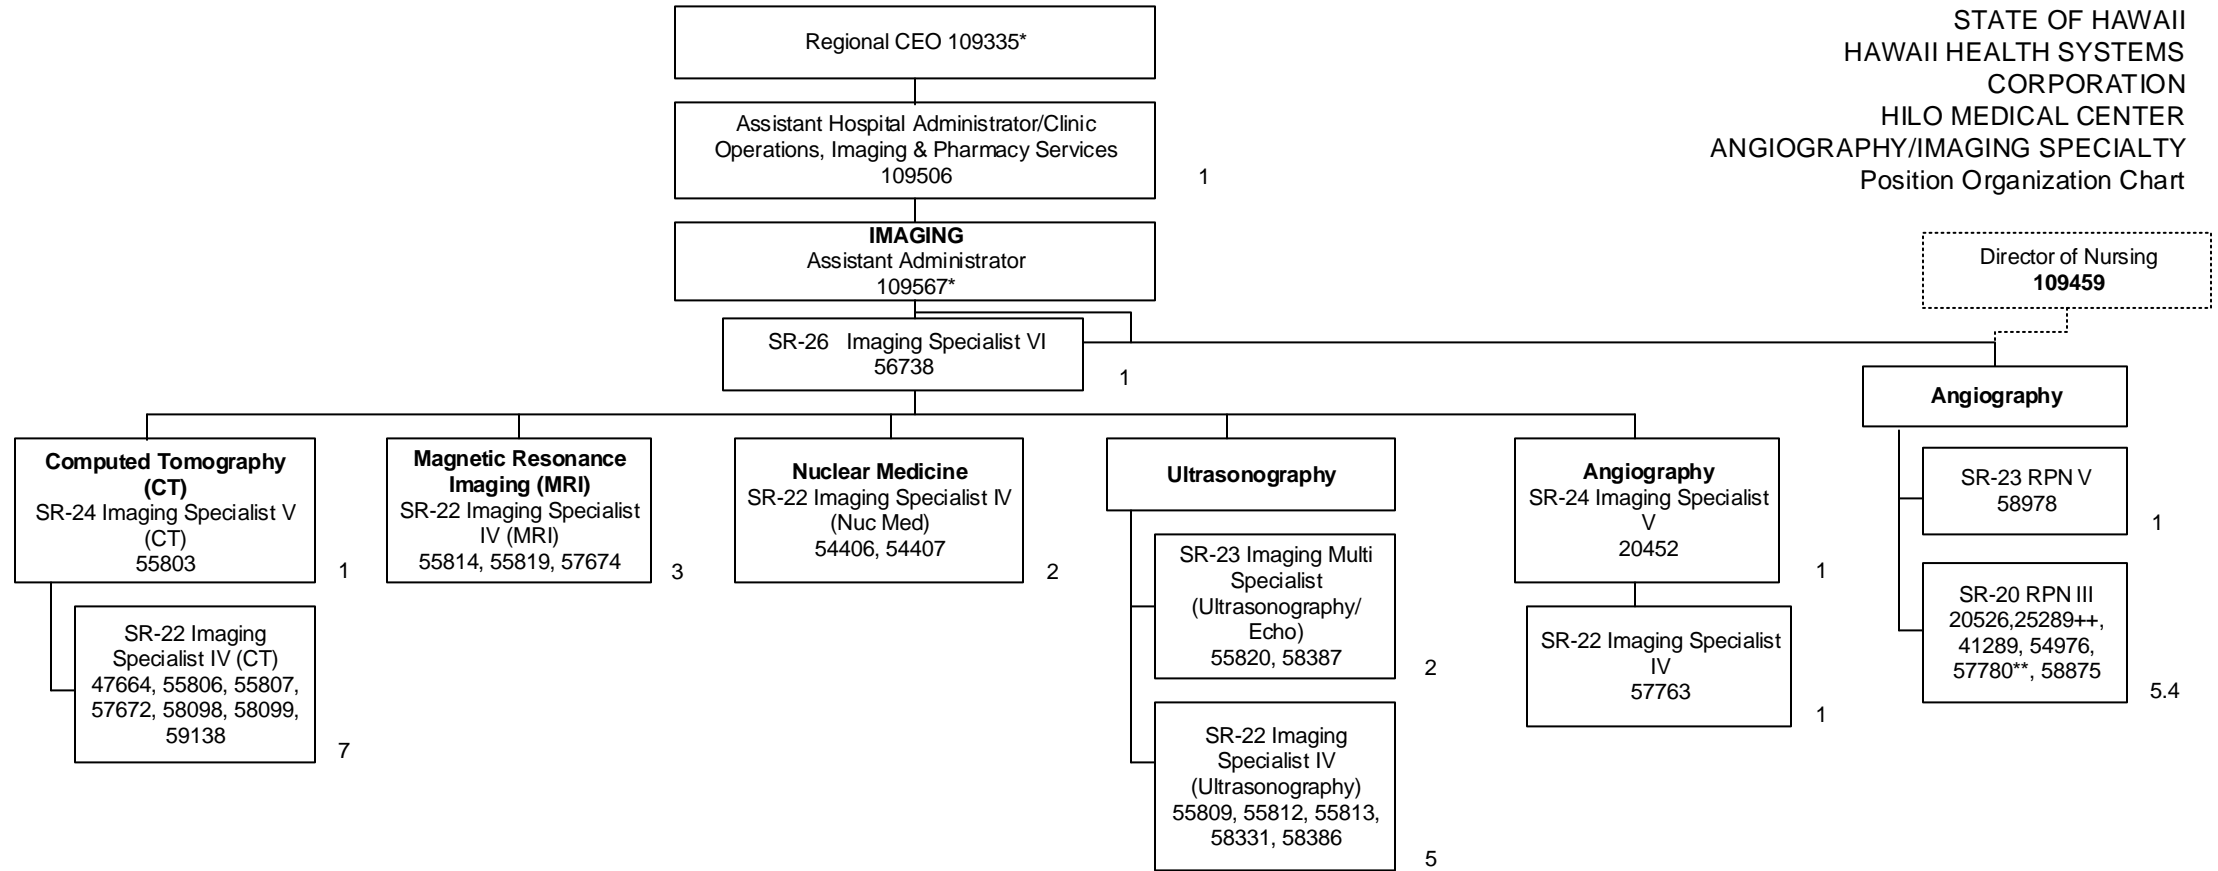 STATE OF HAWAII
HAWAII HEALTH SYSTEMS
CORPORATION
HILO MEDICAL CENTER
ANGIOGRAPHY/IMAGING SPECIALTY
Position Organization Chart
Regional CEO 109335*
Assistant Hospital Administrator/Clinic
Operations, Imaging & Pharmacy Services
109506
1
IMAGING
Assistant Administrator
109567*
Director of Nursing
109459
SR-26 Imaging Specialist VI
56738
1
Computed Tomography
(CT)
SR-24 Imaging Specialist V
(CT)
55803
1
SR-22 Imaging
Specialist IV (CT)
47664, 55806, 55807,
57672, 58098, 58099,
59138
7
Magnetic Resonance
Imaging (MRI)
SR-22 Imaging Specialist
IV (MRI)
55814, 55819, 57674
3
Nuclear Medicine
SR-22 Imaging Specialist IV
(Nuc Med)
54406, 54407
2
Ultrasonography
SR-23 Imaging Multi
Specialist
(Ultrasonography/
Echo)
55820, 58387
2
SR-22 Imaging
Specialist IV
(Ultrasonography)
55809, 55812, 55813,
58331, 58386
5
Angiography
SR-24 Imaging Specialist
V
20452
1
SR-22 Imaging Specialist
IV
57763
1
Angiography
SR-23 RPN V
58978
1
SR-20 RPN III
20526,25289++,
41289, 54976,
57780**, 58875
5.4